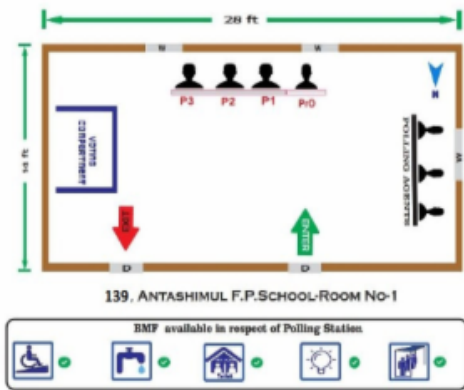 28 ft
W
W
P3 P2 P1 Pr0
N
VOTING
COMPARTMENT
POLLING AGENTS
W
14 ft
EXIT
ENTER
D
D
139, ANTASHIMUL F.P.SCHOOL-ROOM NO-1
BMF available in respect of Polling Station